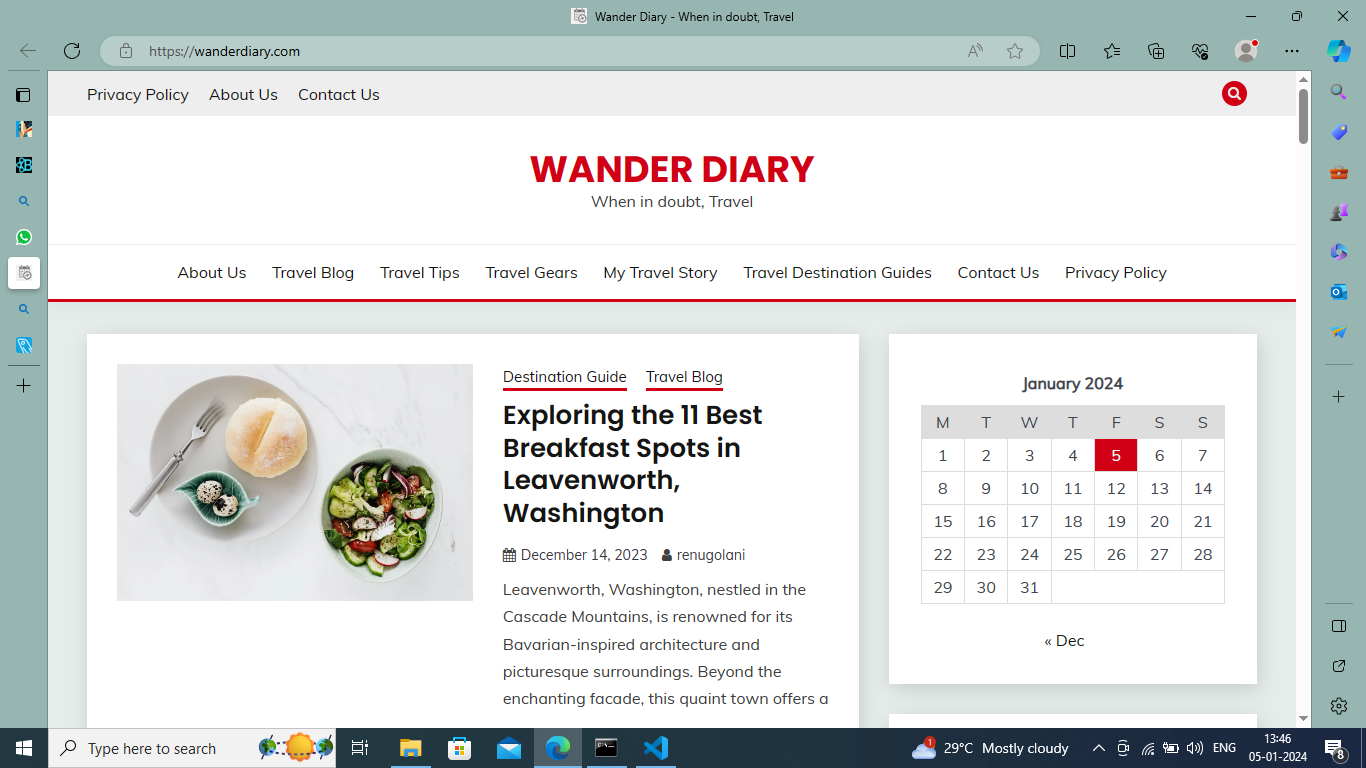 Wander Diary - When in doubt, Travel
https://wanderdiary.com
Privacy Policy About Us Contact Us
WANDER DIARY
When in doubt, Travel
About Us Travel Blog Travel Tips Travel Gears My Travel Story Travel Destination Guides Contact Us Privacy Policy
Destination Guide Travel Blog
Exploring the 11 Best
Breakfast Spots in
Leavenworth,
Washington
December 14, 2023 renugolani
Leavenworth, Washington, nestled in the
Cascade Mountains, is renowned for its
Bavarian-inspired architecture and
picturesque surroundings. Beyond the
enchanting facade, this quaint town offers a
January 2024
M T W T F S S
1 2 3 4 5 6 7
8 9 10 11 12 13 14
15 16 17 18 19 20 21
22 23 24 25 26 27 28
29 30 31
« Dec
Type here to search
1
29°C Mostly cloudy
ENG
13:46
05-01-2024
8